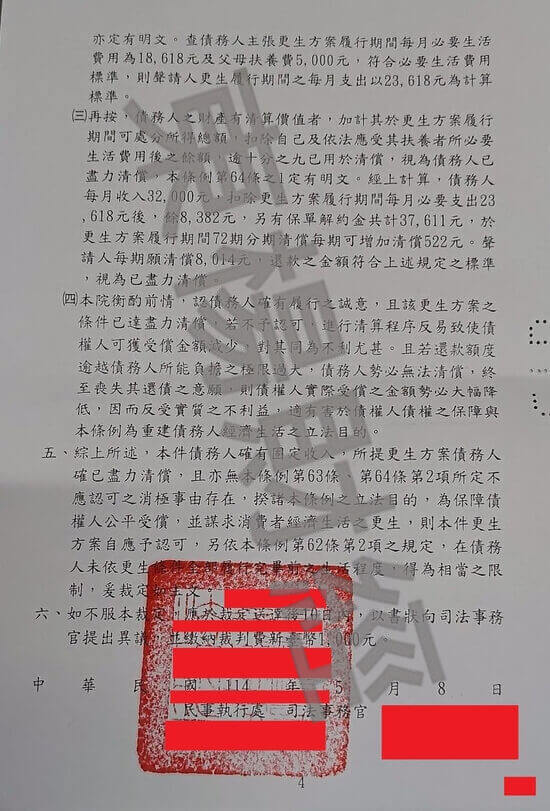 亦定有明文。查債務人主張更生方案履行期間每月必要生活
費用為18,618元及父母扶養費5,000元，符合必要生活費用
標準，則聲請人更生履行期間之每月支出以23,618元為計算
標準。
㈢再按，債務人之財產有清算價值者，加計其於更生方案履行
期間可處分所得總額，扣除自己及依法應受其扶養者所必要
生活費用後之餘額，逾十分之九已用於清償，視為債務人已
盡力清償，本條例第64條之1定有明文。經上計算，債務人
每月收入32,000元，扣除更生方案履行期間每月必要支出23
,618元後，餘8,382元，另有保單解約金共計37,611元，於
更生方案履行期間72期分期清償每期可增加清償522元。聲
請人每期願清償8,014元，還款之金額符合上述規定之標準
，視為已盡力清償。
㈣本院衡酌前情，認債務人確有履行之誠意，且該更生方案之
條件已達盡力清償，若不予認可，進行清算程序反易致使債
權人可獲受償金額減少，對其同為不利尤甚。且若還款額度
逾越債務人所能負擔之極限過大，債務人勢必無法清償，終
至喪失其還債之意願，則債權人實際受償之金額勢必大幅降
低，因而反受實質之不利益，適有害於債權人債權之保障與
本條例為重建債務人經濟生活之立法目的。
五、綜上所述，本件債務人確有固定收入，所提更生方案債務人
確已盡力清償，且亦無本條例第63條、第64條第2項所定不
應認可之消極事由存在，揆諸本條例之立法目的，為保障債
權人公平受償，並謀求消費者經濟生活之更生，則本件更生
方案自應予認可，另依本條例第62條第2項之規定，在債務
人未依更生條件全部履行完畢前之生活程度，得為相當之限
制，爰裁定如主文。
六、如不服本裁定，應於裁定送達後10日內，以書狀向司法事務
官提出異議，並繳納裁判費新臺幣1,000元。
中華民國114年5月8日
民事執行處 司法事務官
4